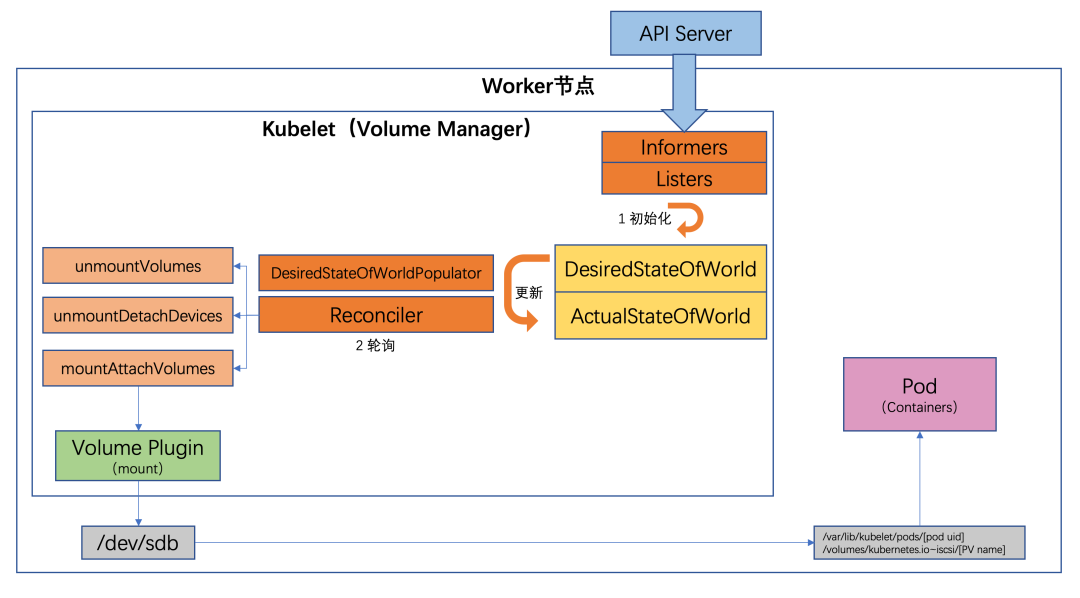 API Server
Worker节点
Kubelet（Volume Manager）
Informers
Listers
1 初始化
DesiredStateOfWorld
ActualStateOfWorld
更新
DesiredStateOfWorldPopulator
Reconciler
2 轮询
unmountVolumes
unmountDetachDevices
mountAttachVolumes
Volume Plugin
（mount）
/dev/sdb
/var/lib/kubelet/pods/[pod uid]
/volumes/kubernetes.io~iscsi/[PV name]
Pod
（Containers）